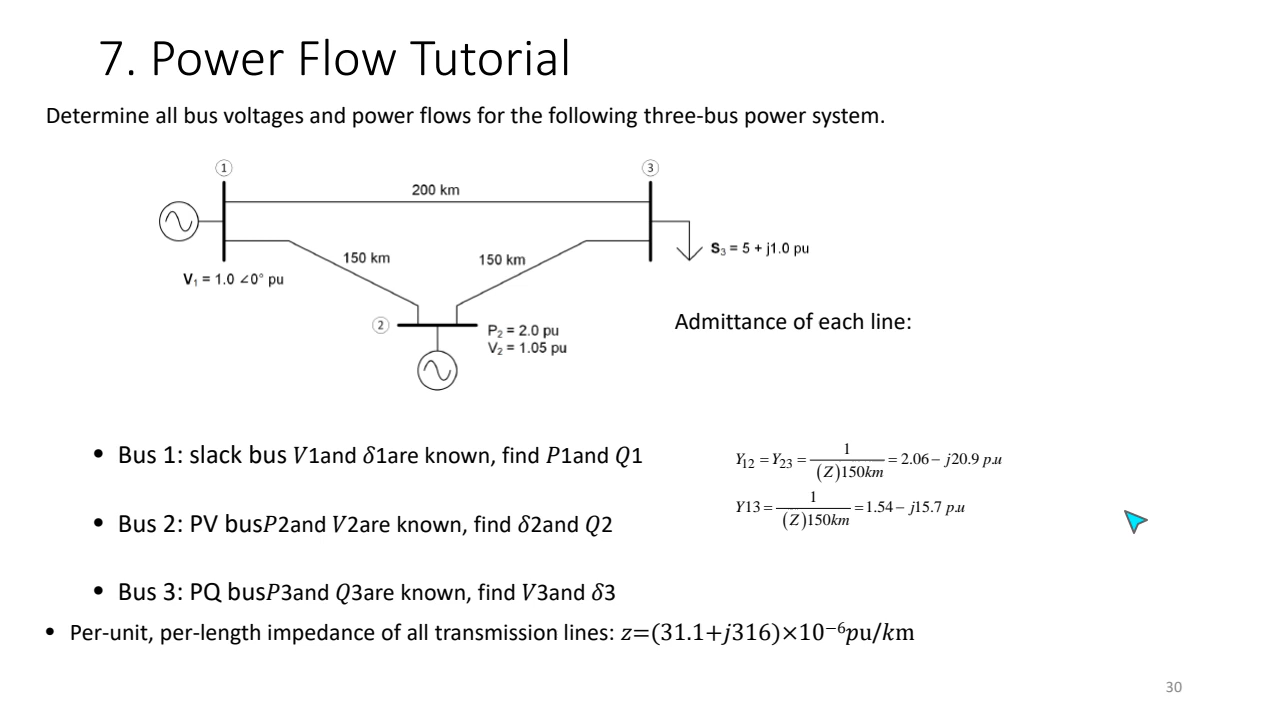 7. Power Flow Tutorial
Determine all bus voltages and power flows for the following three-bus power system.
①
③
200 km
150 km
150 km
S₃ = 5 + j1.0 pu
V₁ = 1.0 ∠0° pu
②
P₂ = 2.0 pu
V₂ = 1.05 pu
Admittance of each line:
• Bus 1: slack bus 𝑉1and 𝛿1are known, find 𝑃1and 𝑄1
Y₁₂ = Y₂₃ = 1/(Z)150km = 2.06 − j20.9 p.u
Y13 = 1/(Z)150km = 1.54 − j15.7 p.u
• Bus 2: PV bus𝑃2and 𝑉2are known, find 𝛿2and 𝑄2
• Bus 3: PQ bus𝑃3and 𝑄3are known, find 𝑉3and 𝛿3
• Per-unit, per-length impedance of all transmission lines: 𝑧=(31.1+𝑗316)×10⁻⁶𝑝u/𝑘m
30